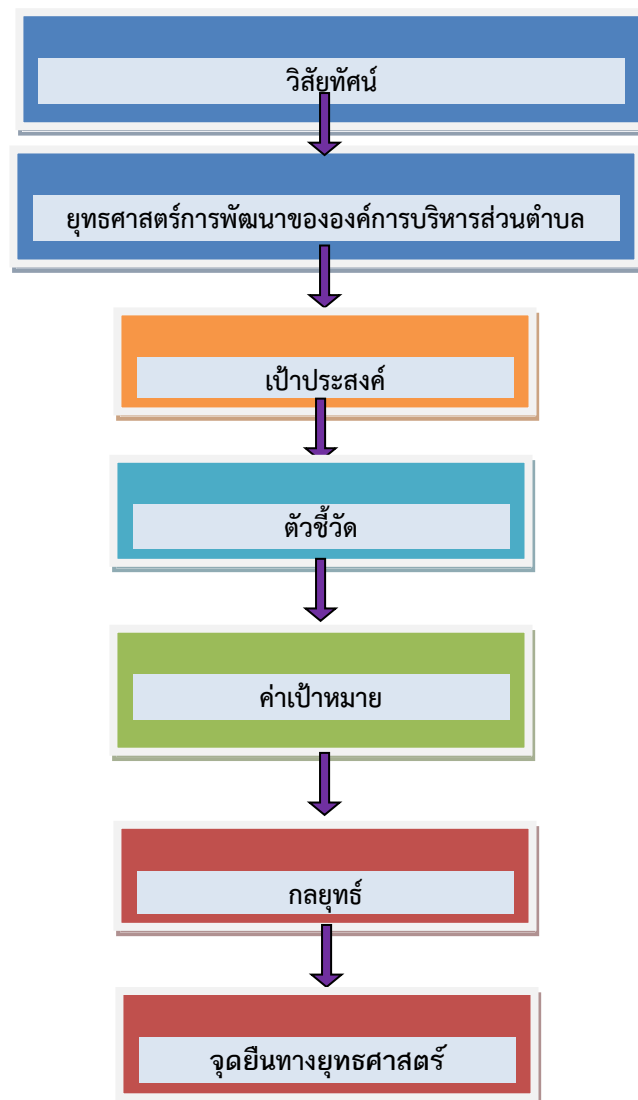 วิสัยทัศน์
ยุทธศาสตร์การพัฒนาขององค์การบริหารส่วนตำบล
เป้าประสงค์
ตัวชี้วัด
ค่าเป้าหมาย
กลยุทธ์
จุดยืนทางยุทธศาสตร์